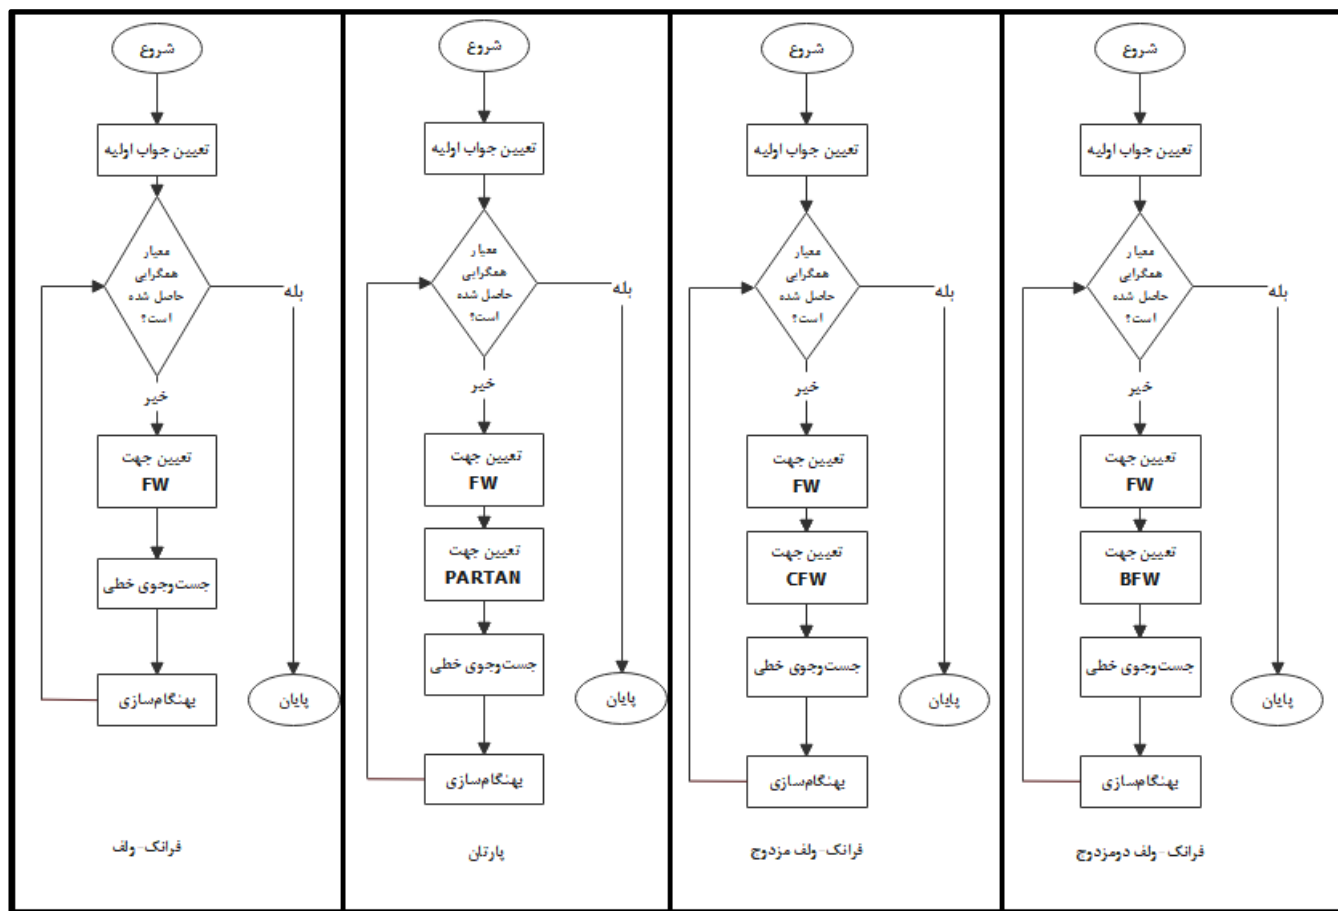 شروع
تعیین جواب اولیه
معیار
همگرایی
حاصل شده
است؟
بله
خیر
تعیین جهت
FW
جست‌وجوی خطی
بهنگام‌سازی
پایان
فرانک-ولف
شروع
تعیین جواب اولیه
معیار
همگرایی
حاصل شده
است؟
بله
خیر
تعیین جهت
FW
تعیین جهت
PARTAN
جست‌وجوی خطی
بهنگام‌سازی
پایان
پارتان
شروع
تعیین جواب اولیه
معیار
همگرایی
حاصل شده
است؟
بله
خیر
تعیین جهت
FW
تعیین جهت
CFW
جست‌وجوی خطی
بهنگام‌سازی
پایان
فرانک-ولف مزدوج
شروع
تعیین جواب اولیه
معیار
همگرایی
حاصل شده
است؟
بله
خیر
تعیین جهت
FW
تعیین جهت
BFW
جست‌وجوی خطی
بهنگام‌سازی
پایان
فرانک-ولف دومزدوج